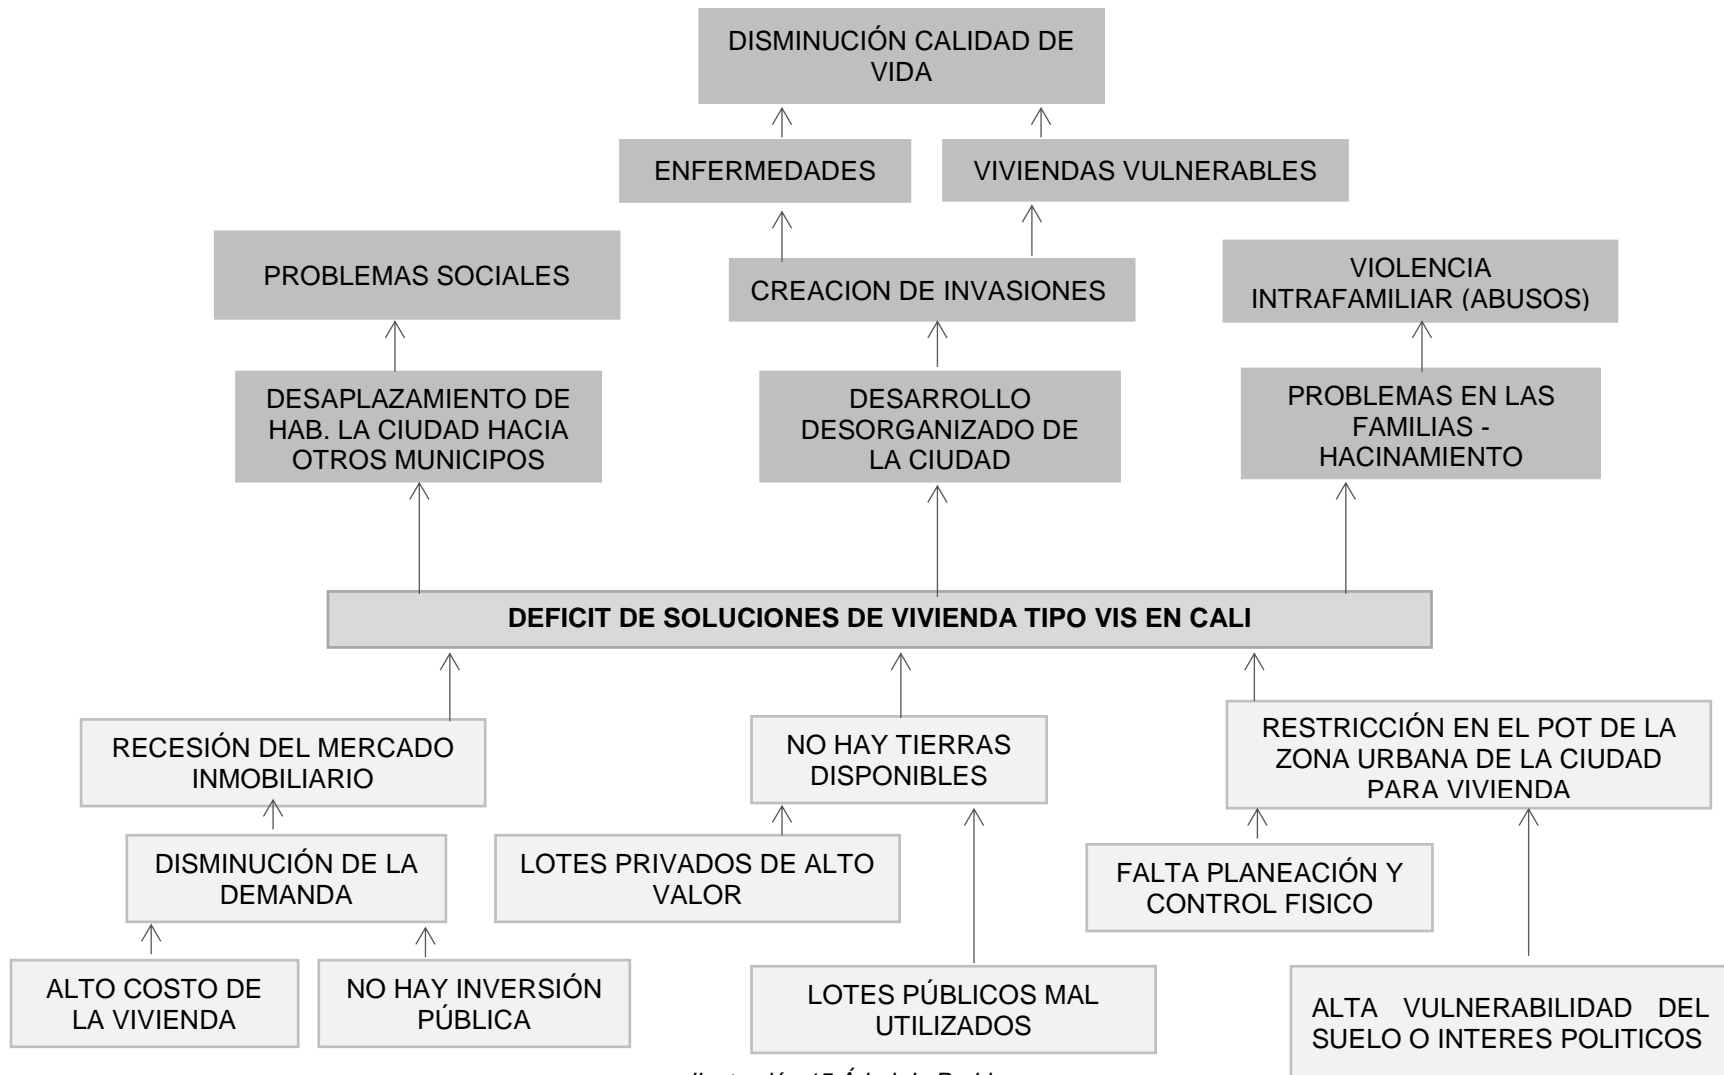 DISMINUCIÓN CALIDAD DE
VIDA
ENFERMEDADES
VIVIENDAS VULNERABLES
PROBLEMAS SOCIALES
CREACION DE INVASIONES
VIOLENCIA
INTRAFAMILIAR (ABUSOS)
DESAPLAZAMIENTO DE
HAB. LA CIUDAD HACIA
OTROS MUNICIPOS
DESARROLLO
DESORGANIZADO DE
LA CIUDAD
PROBLEMAS EN LAS
FAMILIAS -
HACINAMIENTO
DEFICIT DE SOLUCIONES DE VIVIENDA TIPO VIS EN CALI
RECESIÓN DEL MERCADO
INMOBILIARIO
NO HAY TIERRAS
DISPONIBLES
RESTRICCIÓN EN EL POT DE LA
ZONA URBANA DE LA CIUDAD
PARA VIVIENDA
DISMINUCIÓN DE LA
DEMANDA
LOTES PRIVADOS DE ALTO
VALOR
FALTA PLANEACIÓN Y
CONTROL FISICO
ALTO COSTO DE
LA VIVIENDA
NO HAY INVERSIÓN
PÚBLICA
LOTES PÚBLICOS MAL
UTILIZADOS
ALTA VULNERABILIDAD DEL
SUELO O INTERES POLITICOS